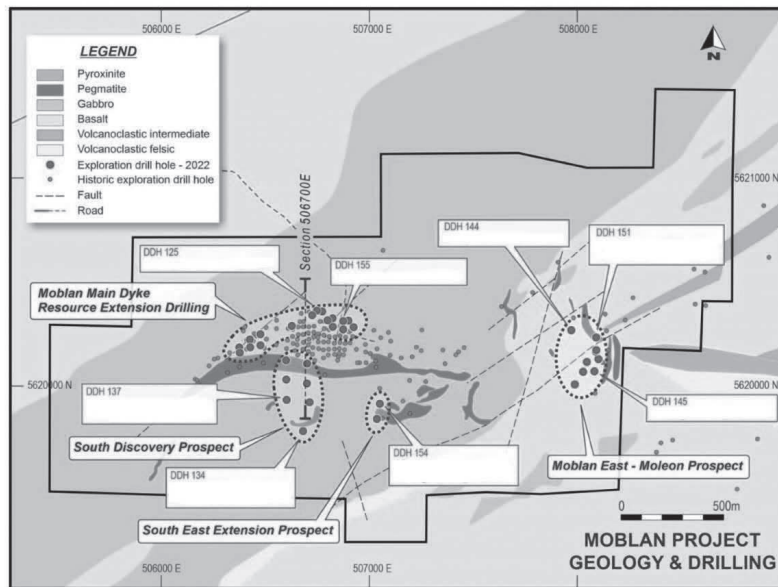 506000 E
507000 E
508000 E
LEGEND
Pyroxinite
Pegmatite
Gabbro
Basalt
Volcanoclastic intermediate
Volcanoclastic felsic
Exploration drill hole - 2022
Historic exploration drill hole
Fault
Road
N
5621000 N
5621000 N
Section 506700E
DDH 125
DDH 155
DDH 144
DDH 151
Moblan Main Dyke
Resource Extension Drilling
5620000 N
5620000 N
DDH 137
DDH 145
South Discovery Prospect
DDH 154
Moblan East - Moleon Prospect
DDH 134
South East Extension Prospect
0
500m
MOBLAN PROJECT
GEOLOGY & DRILLING
506000 E
507000 E